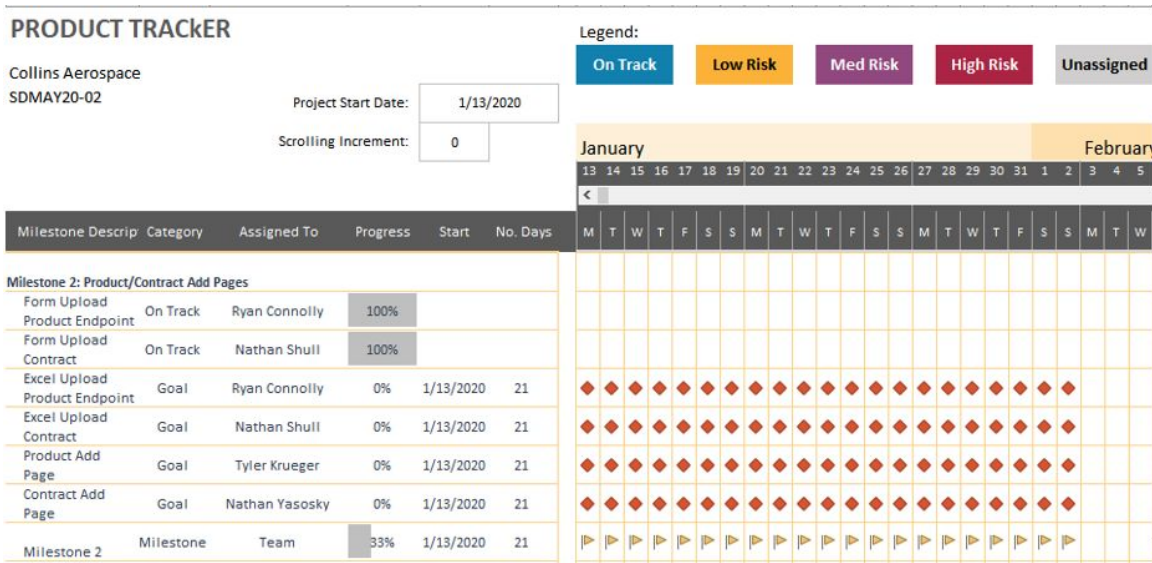 PRODUCT TRACkER
Legend:
On Track Low Risk Med Risk High Risk Unassigned
Collins Aerospace
SDMAY20-02
Project Start Date: 1/13/2020
Scrolling Increment: 0
January February
13 14 15 16 17 18 19 20 21 22 23 24 25 26 27 28 29 30 31 1 2 3 4 5
Milestone Descrip Category Assigned To Progress Start No. Days M T W T F S S M T W T F S S M T W T F S S M T W
Milestone 2: Product/Contract Add Pages
Form Upload
Product Endpoint On Track Ryan Connolly 100%
Form Upload
Contract On Track Nathan Shull 100%
Excel Upload
Product Endpoint Goal Ryan Connolly 0% 1/13/2020 21
Excel Upload
Contract Goal Nathan Shull 0% 1/13/2020 21
Product Add
Page Goal Tyler Krueger 0% 1/13/2020 21
Contract Add
Page Goal Nathan Yasosky 0% 1/13/2020 21
Milestone 2 Milestone Team 33% 1/13/2020 21